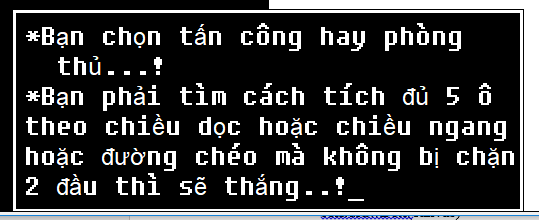 *Bạn chọn tấn công hay phòng
thủ...!
*Bạn phải tìm cách tích đủ 5 ô
theo chiều dọc hoặc chiều ngang
hoặc đường chéo mà không bị chặn
2 đầu thì sẽ thắng..!_